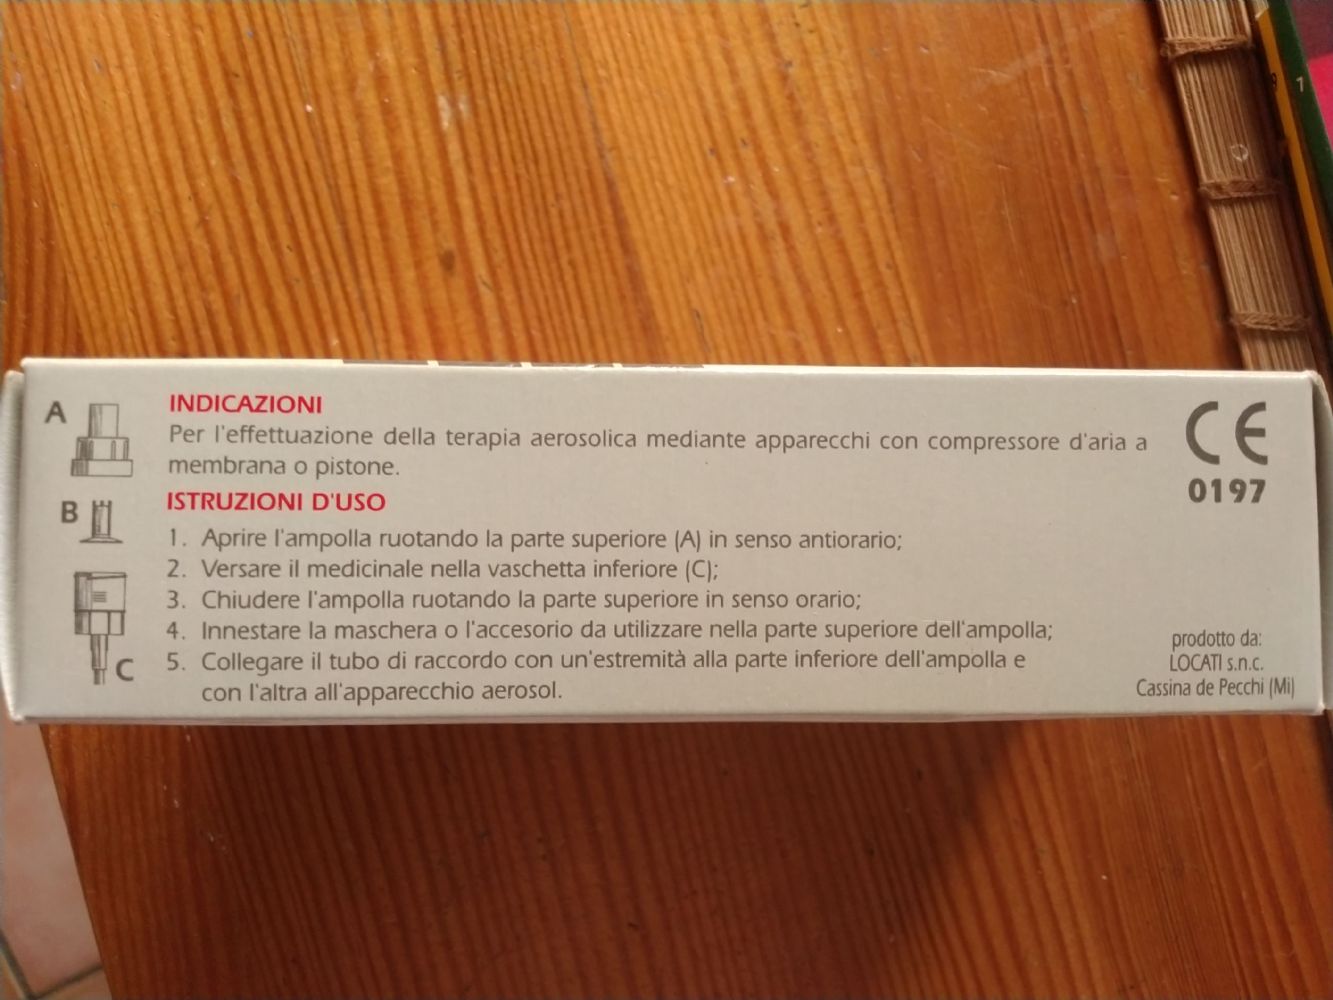 A
INDICAZIONI
Per l'effettuazione della terapia aerosolica mediante apparecchi con compressore d'aria a
membrana o pistone.
B
ISTRUZIONI D'USO
1. Aprire l'ampolla ruotando la parte superiore (A) in senso antiorario;
2. Versare il medicinale nella vaschetta inferiore (C);
3. Chiudere l'ampolla ruotando la parte superiore in senso orario;
4. Innestare la maschera o l'accesorio da utilizzare nella parte superiore dell'ampolla;
5. Collegare il tubo di raccordo con un'estremità alla parte inferiore dell'ampolla e
con l'altra all'apparecchio aerosol.
C
CE
0197
prodotto da:
LOCATI s.n.c.
Cassina de Pecchi (Mi)
1